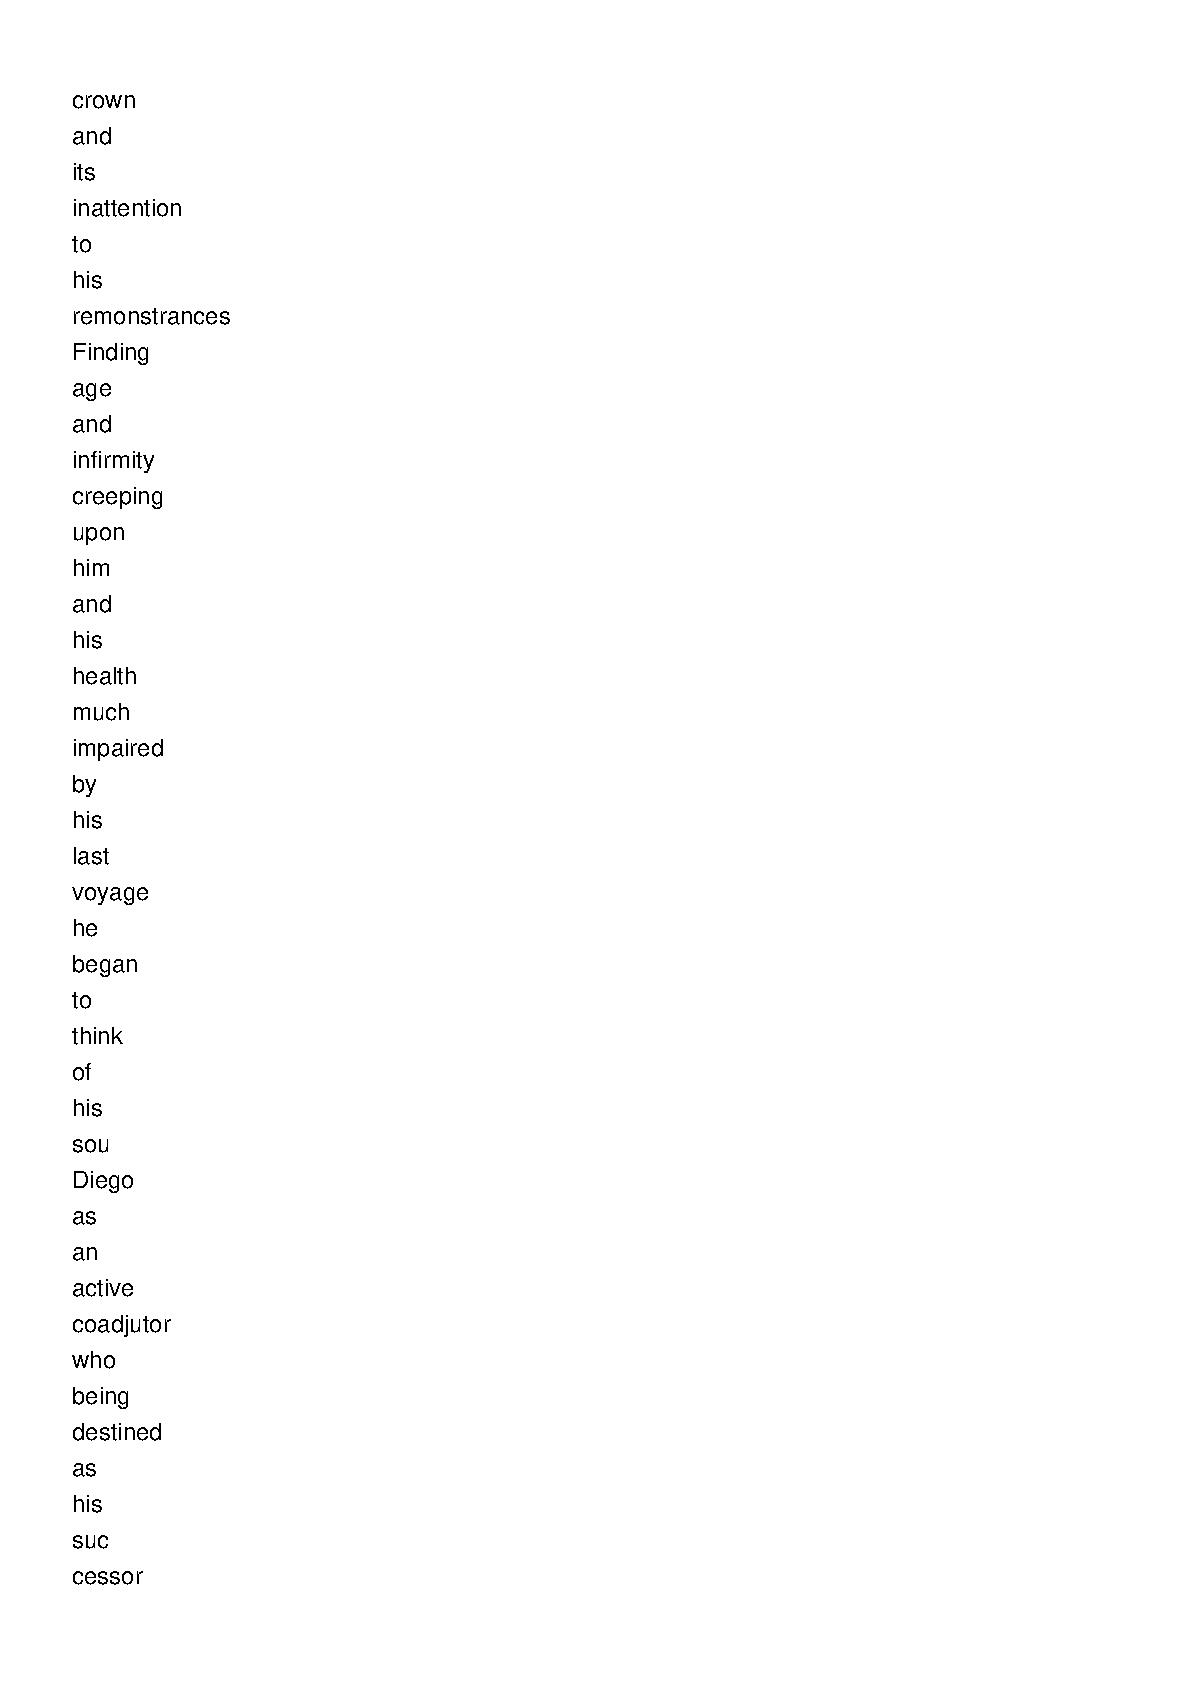 crown
and
its
inattention
to
his
remonstrances
Finding
age
and
infirmity
creeping
upon
him
and
his
health
much
impaired
by
his
last
voyage
he
began
to
think
of
his
sou
Diego
as
an
active
coadjutor
who
being
destined
as
his
suc
cessor